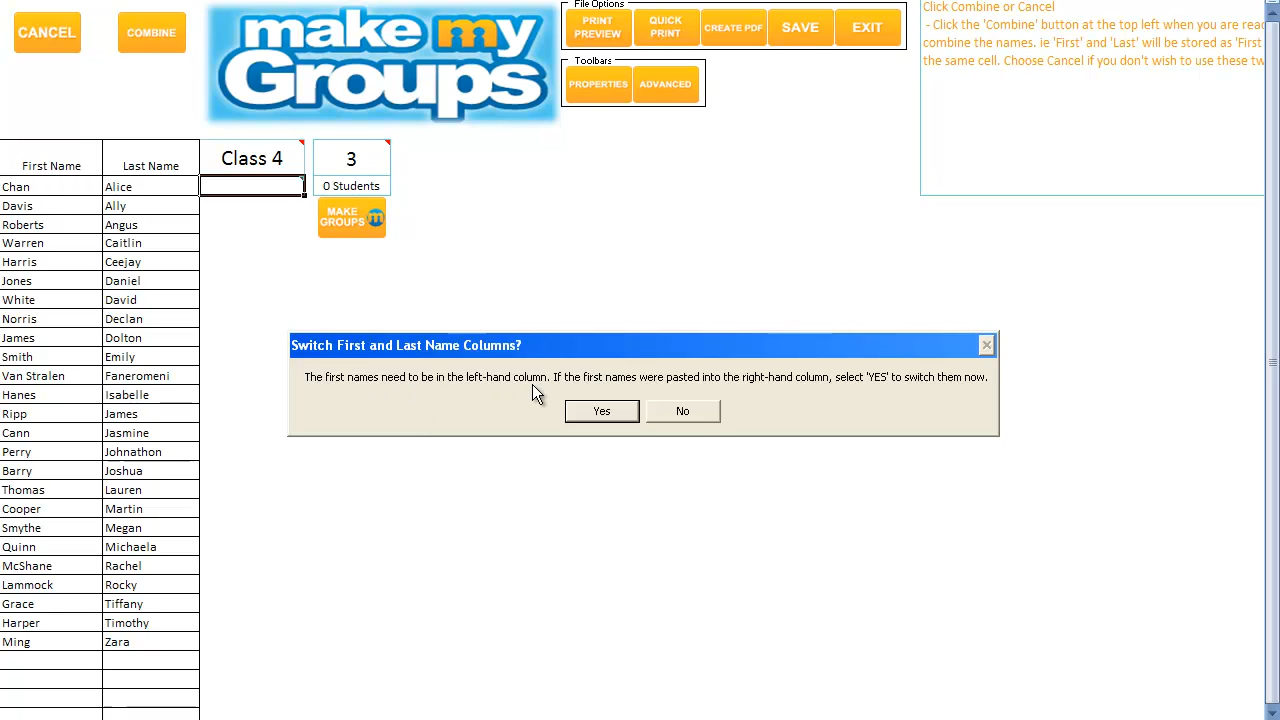 CANCEL
COMBINE
make my
Groups
File Options
PRINT
PREVIEW
QUICK
PRINT
CREATE PDF
SAVE
EXIT
Toolbars
PROPERTIES
ADVANCED
Click Combine or Cancel
- Click the 'Combine' button at the top left when you are rea
combine the names. ie 'First' and 'Last' will be stored as 'First
the same cell. Choose Cancel if you don't wish to use these tw
First Name Last Name Class 4 3
Chan Alice 0 Students
Davis Ally
MAKE
GROUPS m
Roberts Angus
Warren Caitlin
Harris Ceejay
Jones Daniel
White David
Norris Declan
James Dolton
Smith Emily
Van Stralen Faneromeni
Hanes Isabelle
Ripp James
Cann Jasmine
Perry Johnathon
Barry Joshua
Thomas Lauren
Cooper Martin
Smythe Megan
Quinn Michaela
McShane Rachel
Lammock Rocky
Grace Tiffany
Harper Timothy
Ming Zara
Switch First and Last Name Columns?
The first names need to be in the left-hand column. If the first names were pasted into the right-hand column, select 'YES' to switch them now.
Yes
No